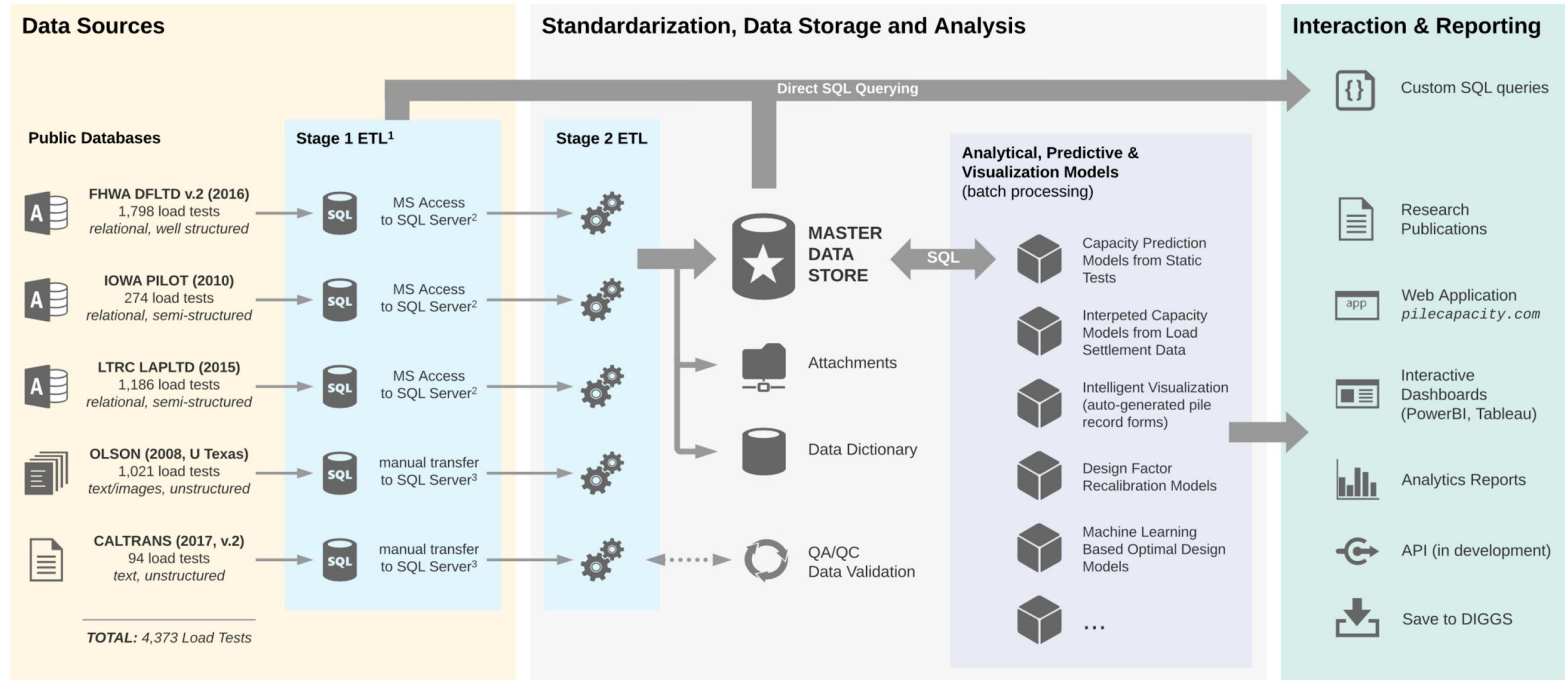 Data Sources
Public Databases
FHWA DFLTD v.2 (2016)
1,798 load tests
relational, well structured
IOWA PILOT (2010)
274 load tests
relational, semi-structured
LTRC LAPLTD (2015)
1,186 load tests
relational, semi-structured
OLSON (2008, U Texas)
1,021 load tests
text/images, unstructured
CALTRANS (2017, v.2)
94 load tests
text, unstructured
TOTAL: 4,373 Load Tests
A
A
A
Stage 1 ETL¹
SQL
MS Access
to SQL Server²
SQL
MS Access
to SQL Server²
SQL
MS Access
to SQL Server²
SQL
manual transfer
to SQL Server³
SQL
manual transfer
to SQL Server³
Standardarization, Data Storage and Analysis
Direct SQL Querying
Stage 2 ETL
MASTER
DATA
STORE
SQL
Attachments
Data Dictionary
QA/QC
Data Validation
Analytical, Predictive &
Visualization Models
(batch processing)
Capacity Prediction
Models from Static
Tests
Interpeted Capacity
Models from Load
Settlement Data
Intelligent Visualization
(auto-generated pile
record forms)
Design Factor
Recalibration Models
Machine Learning
Based Optimal Design
Models
...
Interaction & Reporting
{}
Custom SQL queries
Research
Publications
app
Web Application
pilecapacity.com
Interactive
Dashboards
(PowerBI, Tableau)
Analytics Reports
API (in development)
Save to DIGGS